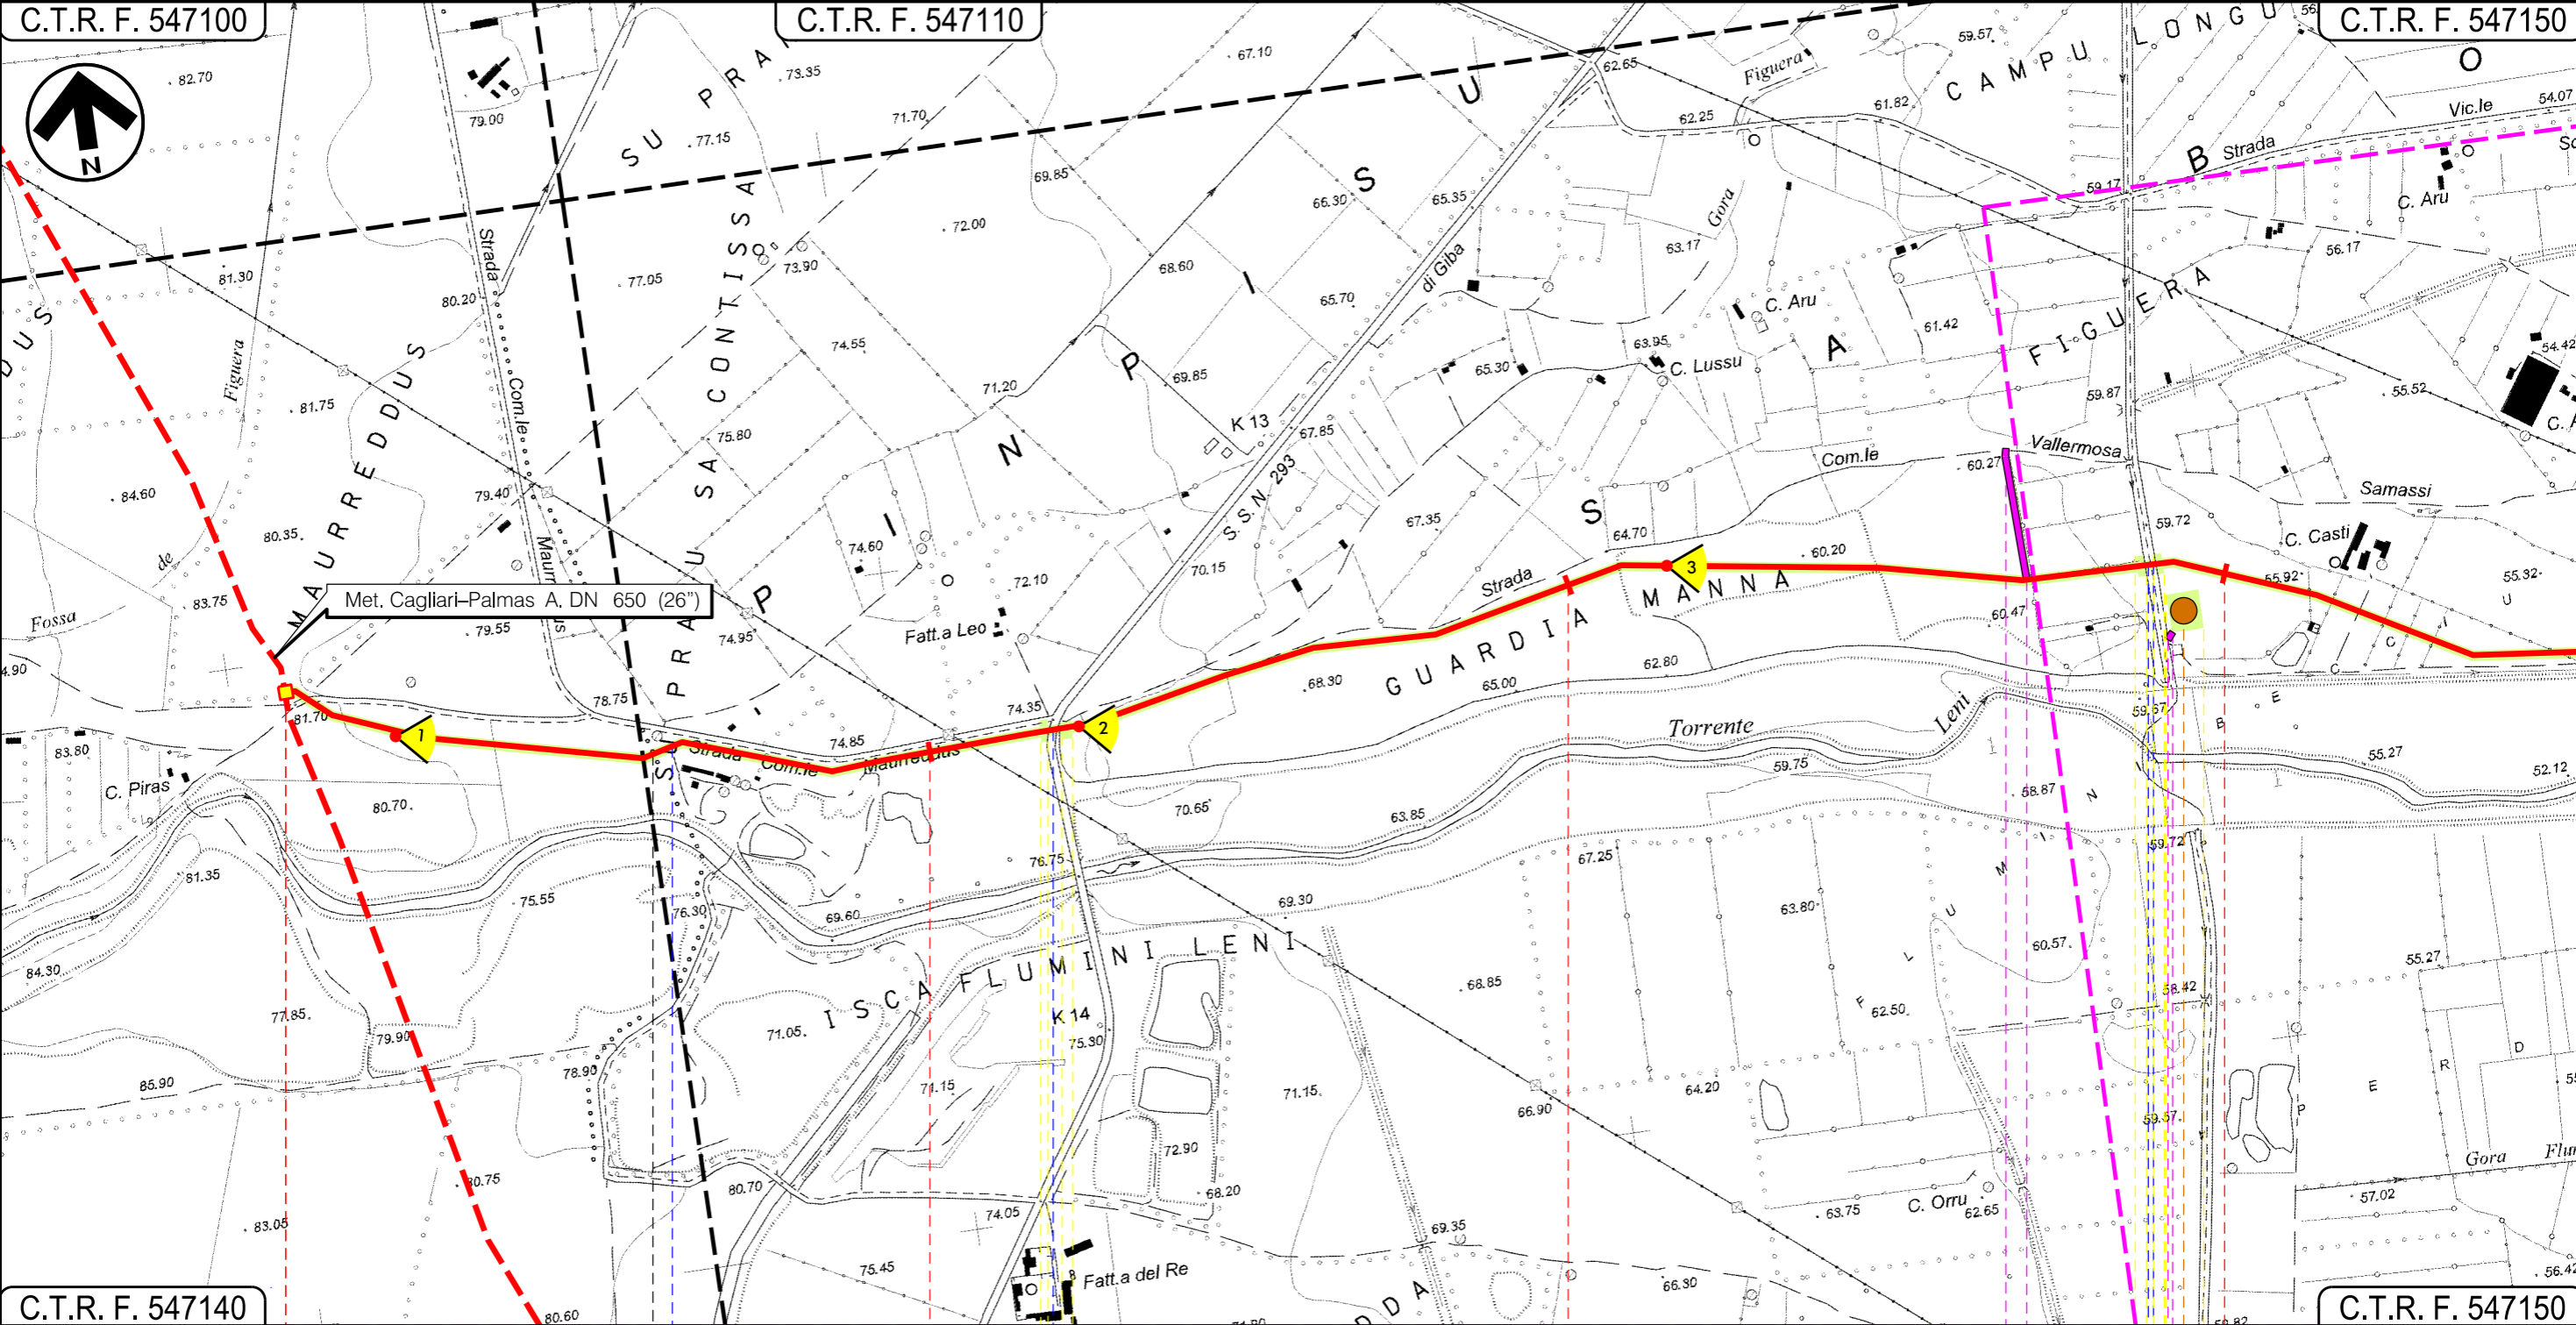 C.T.R. F. 547100
C.T.R. F. 547110
C.T.R. F. 547150
N
82.70
79.00
SU PRA
73.35
77.15
71.70
67.10
62.65
Figuera
59.57
CAMPU LONGU
56.
O
Vic.le
54.07
62.25
61.82
U
S
I
P
N
I
P
69.85
66.30
65.35
B
Strada
59.17
C. Aru
Gora
63.17
56.17
81.30
80.20
Strada
77.05
73.90
72.00
68.60
65.70
di Giba
C. Aru
61.42
FIGUERA
DUS
Figuera
81.75
Com.le
SU PRAU SA CONTISSA
74.55
71.20
69.85
65.30
63.95
C. Lussu
A
S
59.87
55.52
54.42
MAURREDDUS
75.80
K 13
67.85
S.S.N. 293
67.35
Com.le
60.27
Vallermosa
Samassi
84.60
79.40
80.35
de
74.60
72.10
70.15
64.70
60.20
59.72
C. Casti
55.92
55.32
83.75
Fossa
Met. Cagliari–Palmas A. DN 650 (26”)
79.55
74.95
Fatt.a Leo
Strada
3
GUARDIA MANNA
60.47
4.90
81.70
1
78.75
74.35
2
68.30
65.00
62.80
Torrente
Leni
59.67
83.80
C. Piras
80.70
Strada Com.le Maurreddus
74.85
70.65
63.85
59.75
58.87
55.27
52.12
81.35
75.55
76.30
69.60
76.75
69.30
67.25
63.80
59.72
FLUMIN
60.57
84.30
77.85
79.90
71.05
ISCA FLUMINI LENI
K 14
75.30
68.85
62.50
58.42
55.27
85.90
78.90
71.15
71.15
66.90
64.20
59.57
PERD
80.75
80.70
72.90
68.20
C. Orru
62.65
63.75
57.02
Gora
83.05
74.05
69.35
75.45
Fatt.a del Re
66.30
56.42
80.60
DDA
C.T.R. F. 547140
C.T.R. F. 547150